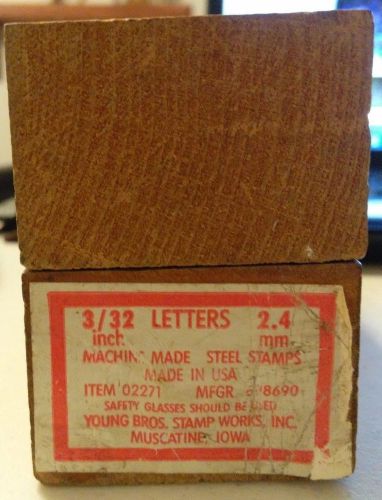 3/32 LETTERS 2.4
inch mm
MACHINE MADE STEEL STAMPS
MADE IN USA
ITEM 02271 MFGR
SAFETY GLASSES SHOULD BE USED
YOUNG BROS. STAMP WORKS, INC.
MUSCATINE, IOWA